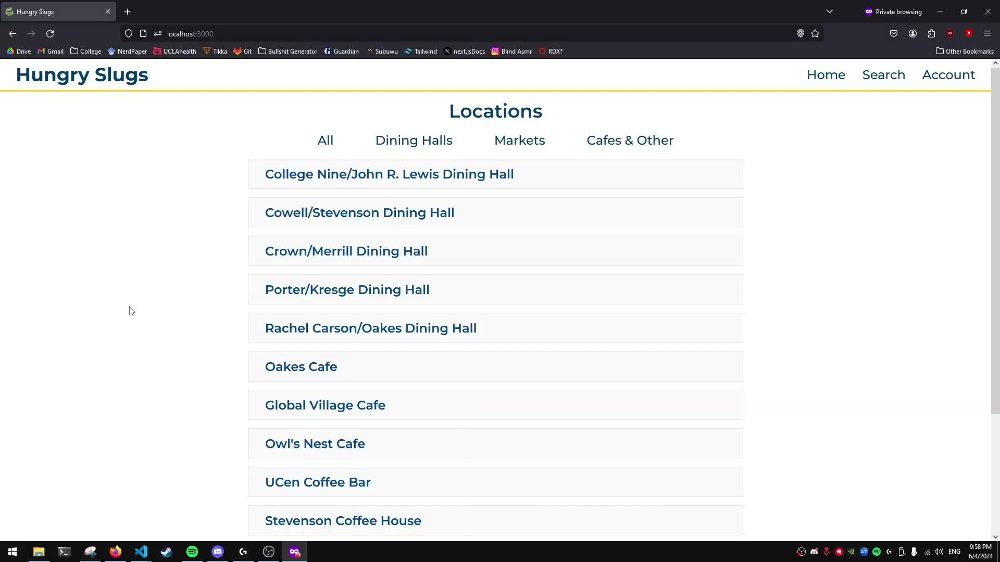 Hungry Slugs
Private browsing
localhost:3000
Drive Gmail College NerdPaper UCLAhealth Tikka Git Bullshit Generator Guardian Subuwu Tailwind next.jsDocs Blind Asmr RDX? Other Bookmarks
Hungry Slugs Home Search Account
Locations
All Dining Halls Markets Cafes & Other
College Nine/John R. Lewis Dining Hall
Cowell/Stevenson Dining Hall
Crown/Merrill Dining Hall
Porter/Kresge Dining Hall
Rachel Carson/Oakes Dining Hall
Oakes Cafe
Global Village Cafe
Owl's Nest Cafe
UCen Coffee Bar
Stevenson Coffee House
ENG
9:58 PM
6/4/2024